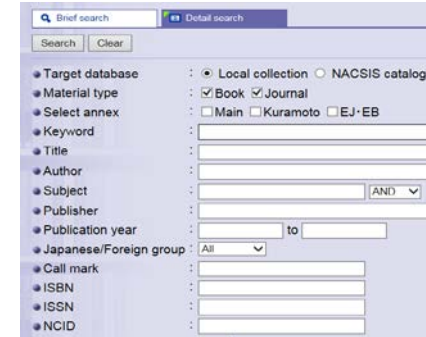 Brief search Detail search
Search Clear
Target database : Local collection NACSIS catalog
Material type : Book Journal
Select annex : Main Kuramoto EJ・EB
Keyword :
Title :
Author :
Subject : AND
Publisher :
Publication year : to
Japanese/Foreign group : All
Call mark :
ISBN :
ISSN :
NCID :